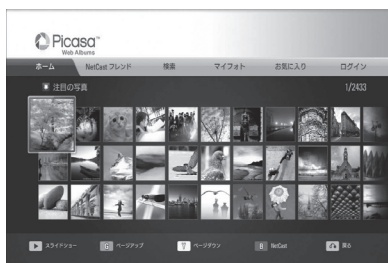 Picasa™
Web Albums
ホーム NetCast フレンド 検索 マイフォト お気に入り ログイン
注目の写真 1/2433
スライドショー G ページアップ Y ページダウン B NetCast 戻る